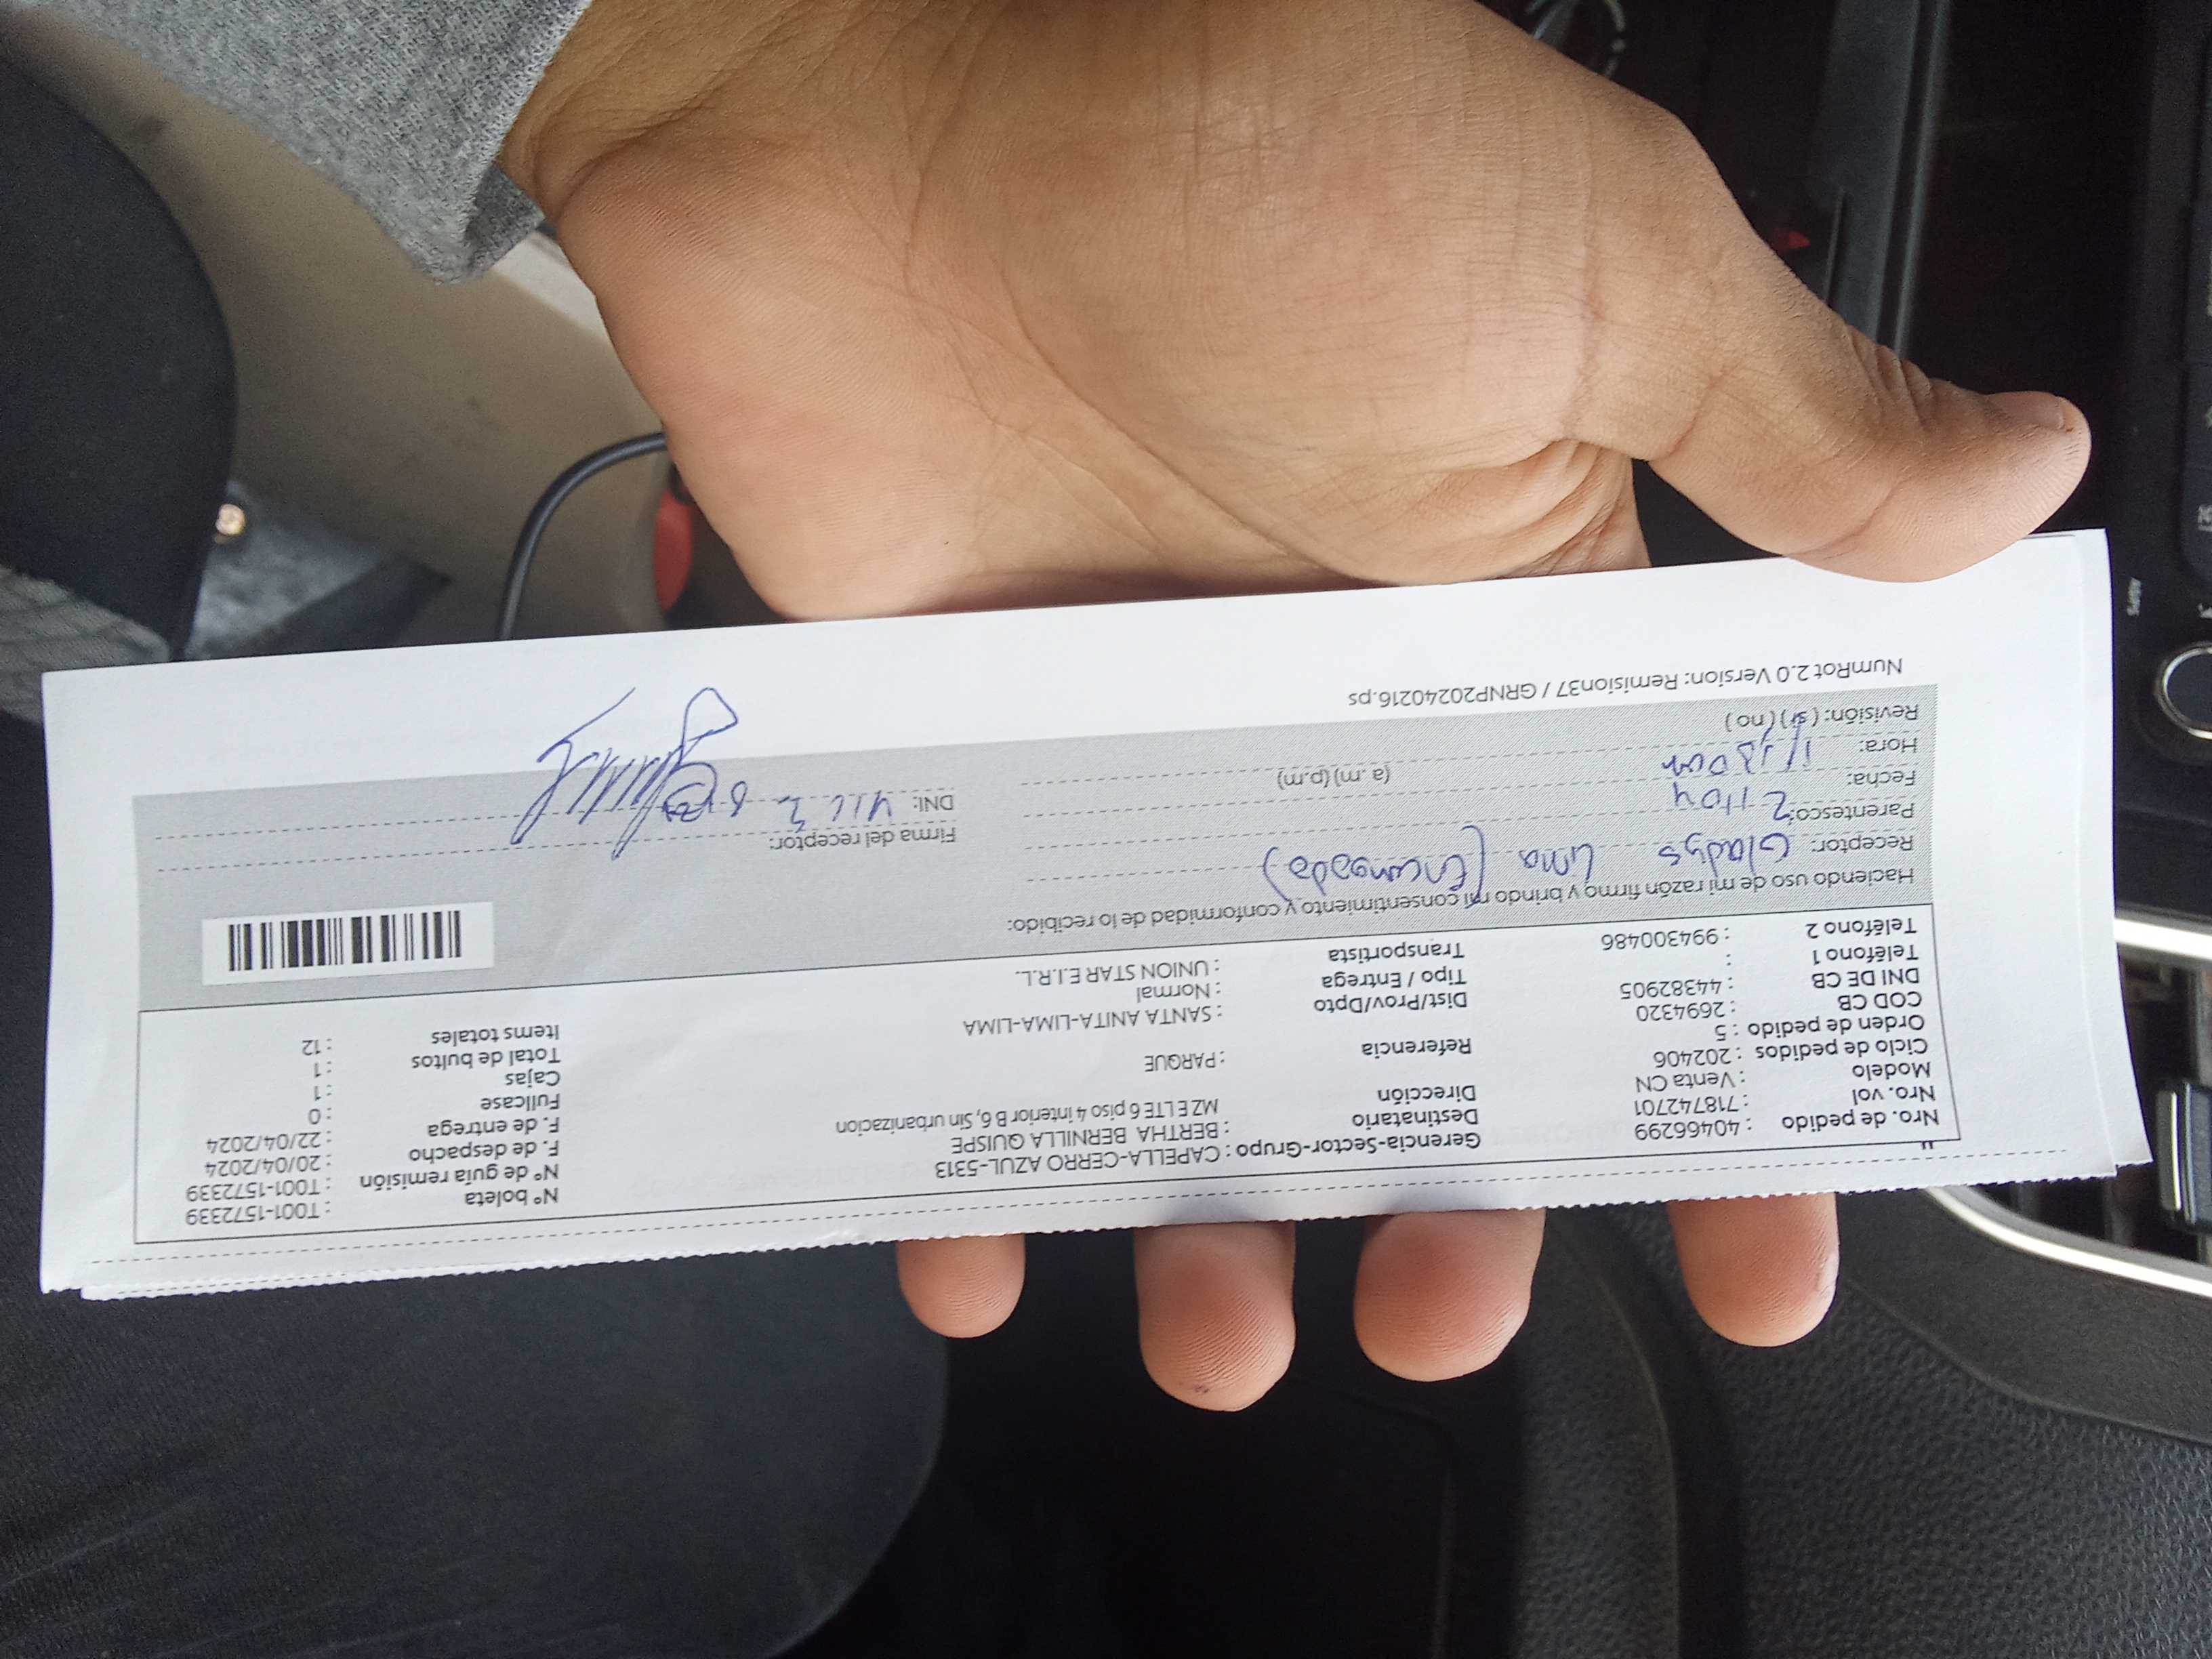 Nro. de pedido : 40466299
Nro. vol : 718742701
Modelo : Venta CN
Ciclo de pedidos : 202406
Orden de pedido : 5
COD CB : 2694320
DNI DE CB : 44382905
Teléfono 1 :
Teléfono 2 : 994300486
Gerencia-Sector-Grupo : CAPELLA-CERRO AZUL-5313
Destinatario : BERTHA BERNILLA QUISPE
Dirección MZ E LTE 6 piso 4 interior B 6, Sin urbanizacion
Referencia : PARQUE
Dist/Prov/Dpto : SANTA ANITA-LIMA-LIMA
Tipo / Entrega : Normal
Transportista : UNION STAR E.I.R.L.
N° boleta : T001-1572339
N° de guía remisión : T001-1572339
F. de despacho : 20/04/2024
F. de entrega : 22/04/2024
Fullcase : 0
Cajas : 1
Total de bultos : 1
Items totales : 12
Haciendo uso de mi razón firmo y brindo mi consentimiento y conformidad de lo recibido:
Receptor: Gladys Lima (Encargada)
Parentesco:
Fecha:
Hora: (a.m) (p.m)
Revisión: (si) (no)
Firma del receptor:
DNI:
NumRot 2.0 Version: Remision37 / GRNP20240216.ps